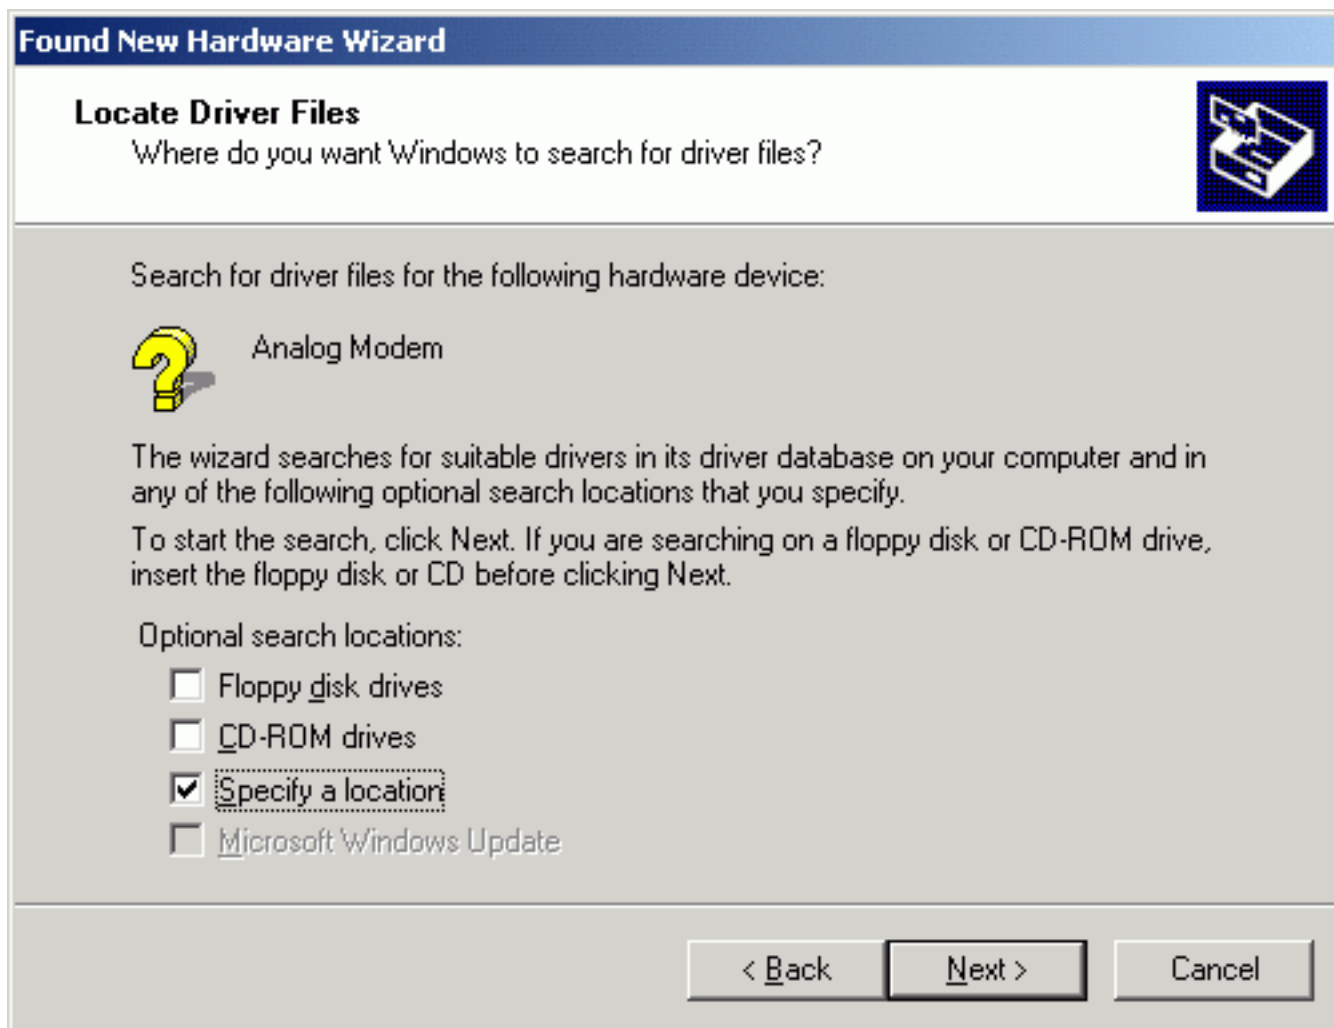 Found New Hardware Wizard
Locate Driver Files
Where do you want Windows to search for driver files?
Search for driver files for the following hardware device:
Analog Modem
The wizard searches for suitable drivers in its driver database on your computer and in
any of the following optional search locations that you specify.
To start the search, click Next. If you are searching on a floppy disk or CD-ROM drive,
insert the floppy disk or CD before clicking Next.
Optional search locations:
Floppy disk drives
CD-ROM drives
Specify a location
Microsoft Windows Update
< Back Next > Cancel